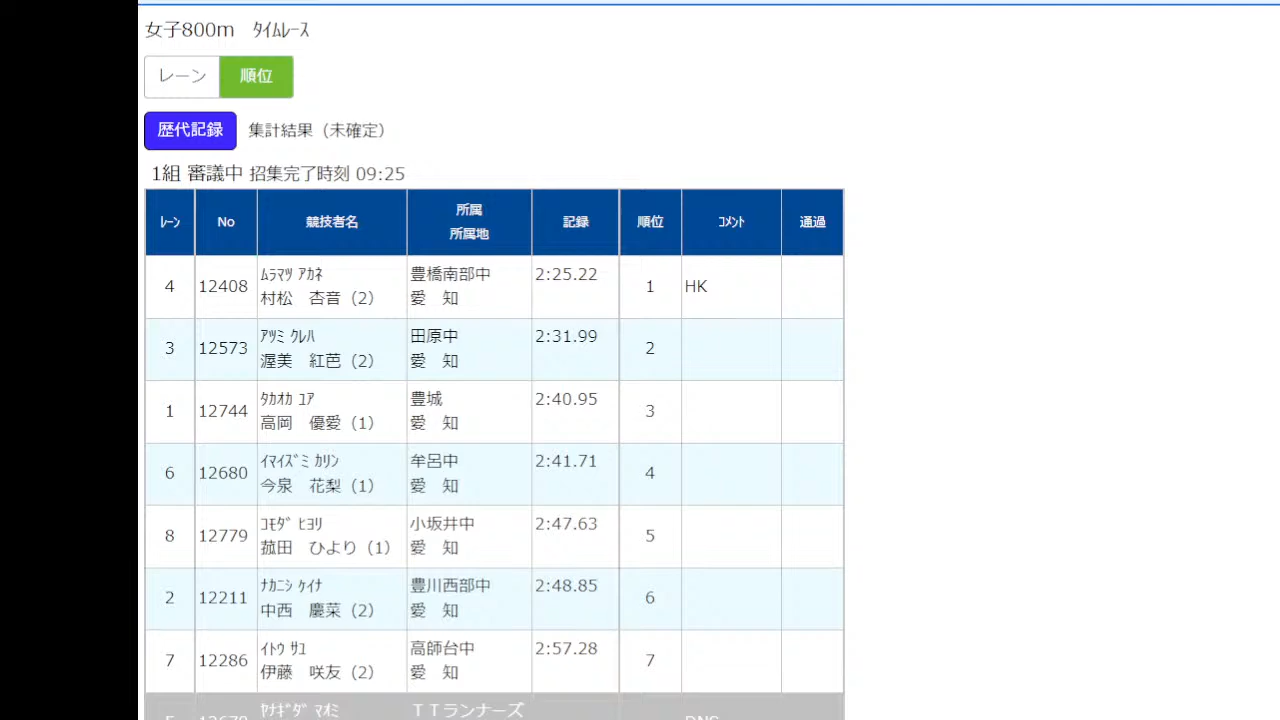 女子800m　ﾀｲﾑﾚｰｽ
レーン 順位
歴代記録 集計結果（未確定）
1組 審議中 招集完了時刻 09:25
ﾚｰﾝ No 競技者名 所属 所属地 記録 順位 ｺﾒﾝﾄ 通過
4 12408 ﾑﾗﾏﾂ ｱｶﾈ 豊橋南部中 2:25.22 1 HK
村松　杏音（2） 愛　知
3 12573 ｱﾂﾐ ｸﾚﾊ 田原中 2:31.99 2
渥美　紅芭（2） 愛　知
1 12744 ﾀｶｵｶ ﾕｱ 豊城 2:40.95 3
高岡　優愛（1） 愛　知
6 12680 ｲﾏｲｽﾞﾐ ｶﾘﾝ 牟呂中 2:41.71 4
今泉　花梨（1） 愛　知
8 12779 ｺﾓﾀﾞ ﾋﾖﾘ 小坂井中 2:47.63 5
菰田　ひより（1） 愛　知
2 12211 ﾅｶﾆｼ ｹｲﾅ 豊川西部中 2:48.85 6
中西　慶菜（2） 愛　知
7 12286 ｲﾄｳ ｻﾕ 高師台中 2:57.28 7
伊藤　咲友（2） 愛　知
ﾔﾅｷﾞﾀﾞ ﾏｵﾐ ＴＴランナーズ
DNS